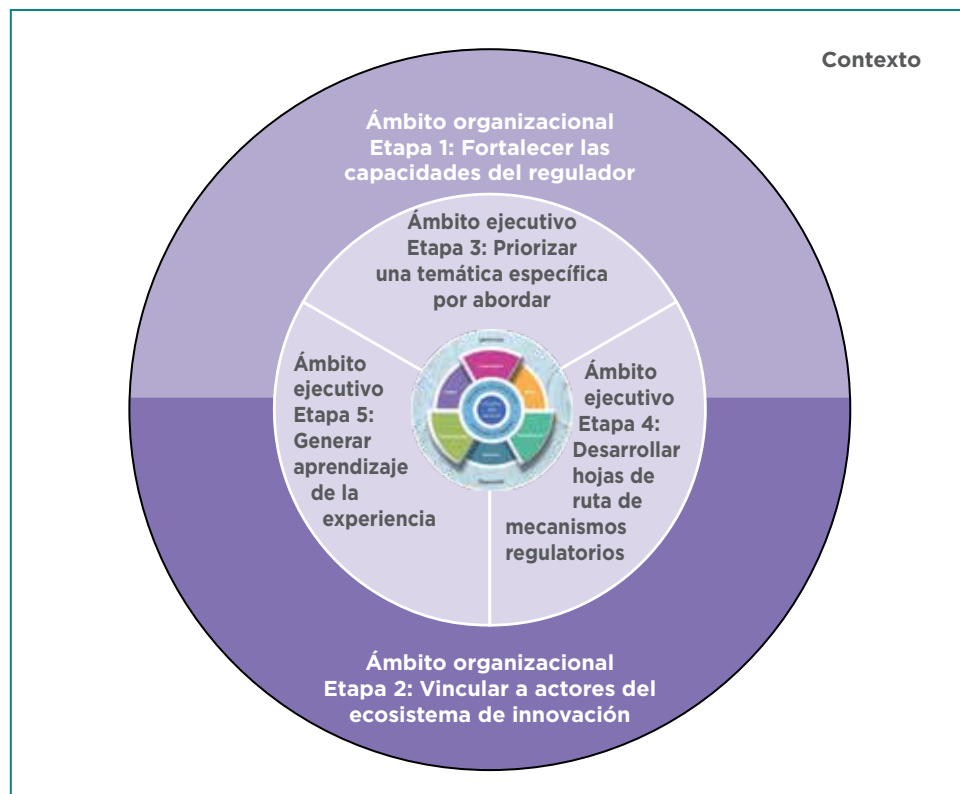 Contexto
Ámbito organizacional
Etapa 1: Fortalecer las
capacidades del regulador
Ámbito ejecutivo
Etapa 3: Priorizar
una temática específica
por abordar
Ámbito
ejecutivo
Etapa 5:
Generar
aprendizaje
de la
experiencia
Ámbito
ejecutivo
Etapa 4:
Desarrollar
hojas de
ruta de
mecanismos
regulatorios
Ámbito organizacional
Etapa 2: Vincular a actores del
ecosistema de innovación